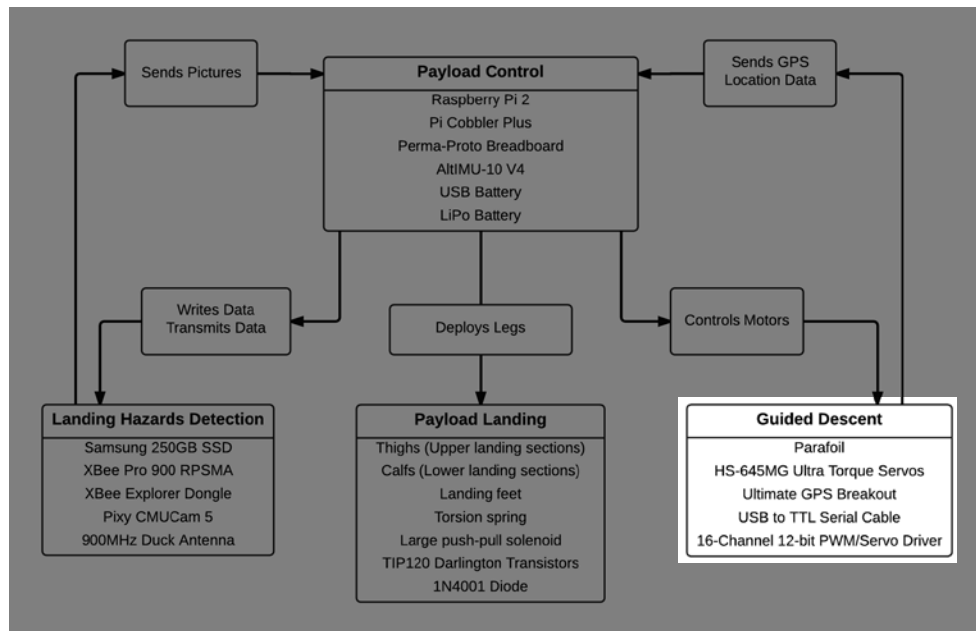 Sends Pictures
Payload Control
Raspberry Pi 2
Pi Cobbler Plus
Perma-Proto Breadboard
AltIMU-10 V4
USB Battery
LiPo Battery
Sends GPS
Location Data
Writes Data
Transmits Data
Deploys Legs
Controls Motors
Landing Hazards Detection
Samsung 250GB SSD
XBee Pro 900 RPSMA
XBee Explorer Dongle
Pixy CMUCam 5
900MHz Duck Antenna
Payload Landing
Thighs (Upper landing sections)
Calfs (Lower landing sections)
Landing feet
Torsion spring
Large push-pull solenoid
TIP120 Darlington Transistors
1N4001 Diode
Guided Descent
Parafoil
HS-645MG Ultra Torque Servos
Ultimate GPS Breakout
USB to TTL Serial Cable
16-Channel 12-bit PWM/Servo Driver